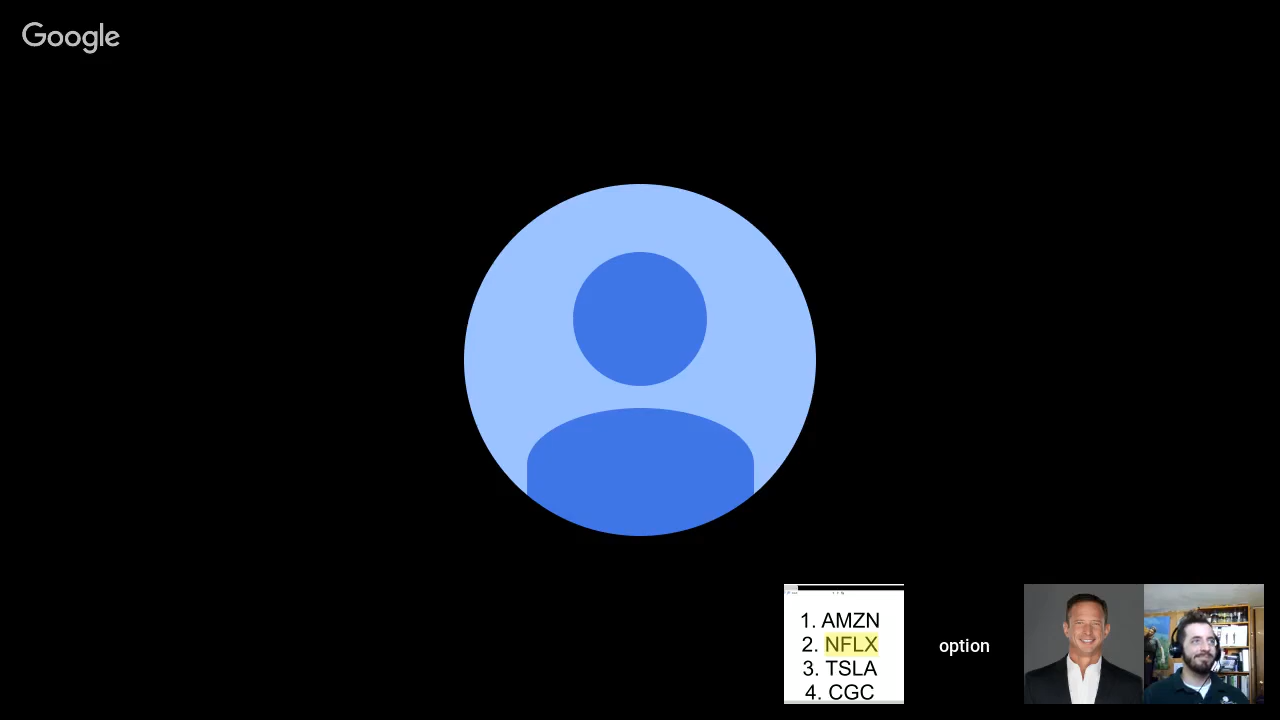 Google
1. AMZN
2. NFLX
3. TSLA
4. CGC
option